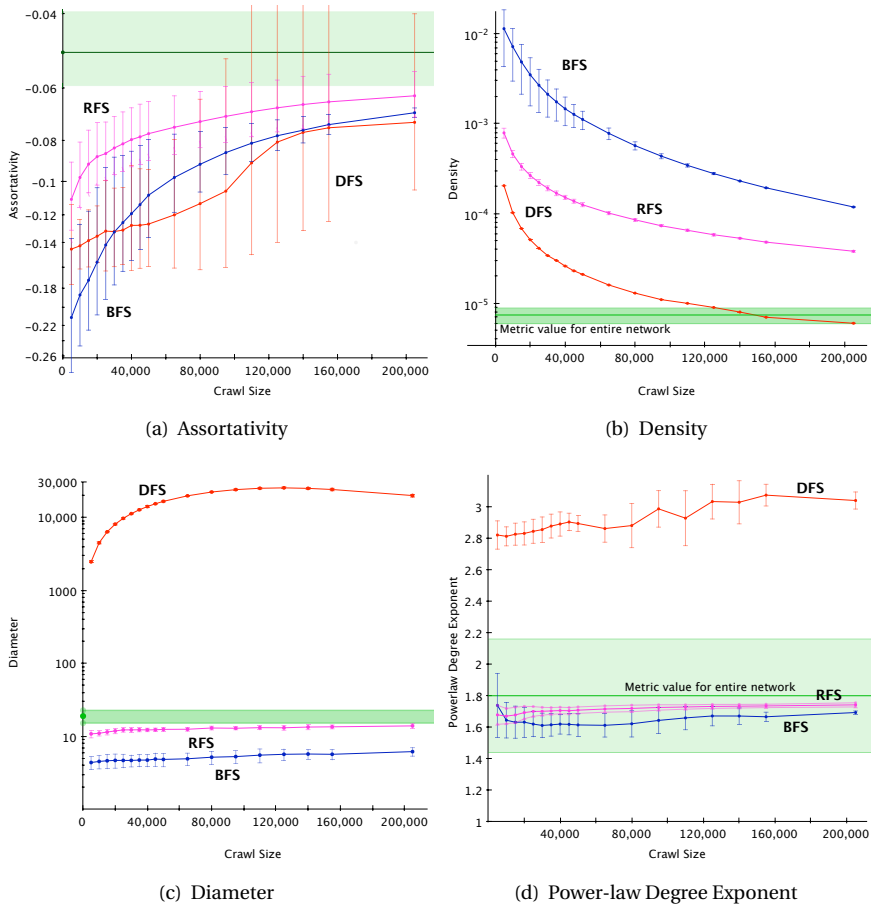 −0.04
−0.06
−0.08
−0.1
−0.12
−0.14
−0.18
−0.22
−0.26
Assortativity
RFS
DFS
BFS
0 40,000 80,000 120,000 160,000 200,000
Crawl Size
(a) Assortativity
10−2
10−3
10−4
10−5
Density
BFS
RFS
DFS
Metric value for entire network
0 40,000 80,000 120,000 160,000 200,000
Crawl Size
(b) Density
30,000
10,000
1000
100
10
Diameter
DFS
RFS
BFS
0 40,000 80,000 120,000 160,000 200,000
Crawl Size
(c) Diameter
3
2.8
2.6
2.4
2.2
2
1.8
1.6
1.4
1.2
1
Powerlaw Degree Exponent
DFS
Metric value for entire network
RFS
BFS
40,000 80,000 120,000 160,000 200,000
Crawl Size
(d) Power-law Degree Exponent